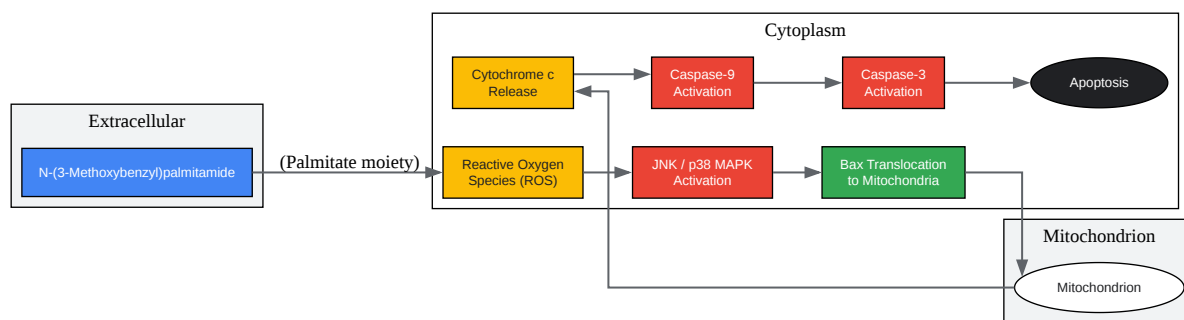 Cytoplasm
Cytochrome c
Release
Caspase-9
Activation
Caspase-3
Activation
Apoptosis
Extracellular
N-(3-Methoxybenzyl)palmitamide
(Palmitate moiety)
Reactive Oxygen
Species (ROS)
JNK / p38 MAPK
Activation
Bax Translocation
to Mitochondria
Mitochondrion
Mitochondrion